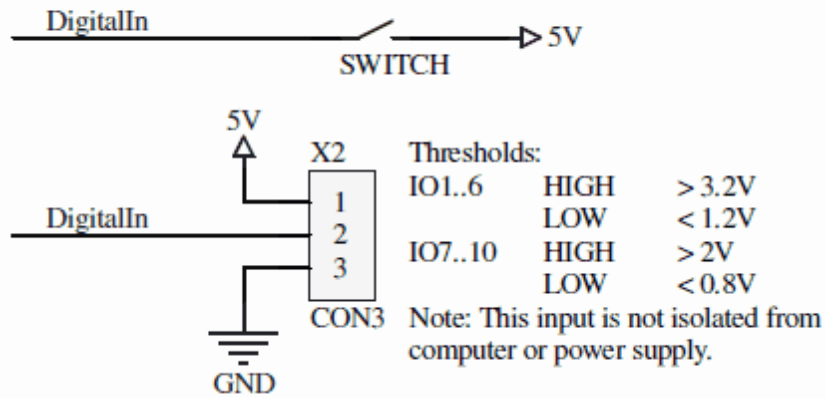 DigitalIn
5V
SWITCH
5V
X2
Thresholds:
IO1..6 HIGH > 3.2V
1
LOW < 1.2V
DigitalIn
2
IO7..10 HIGH > 2V
3
LOW < 0.8V
CON3
Note: This input is not isolated from
computer or power supply.
GND